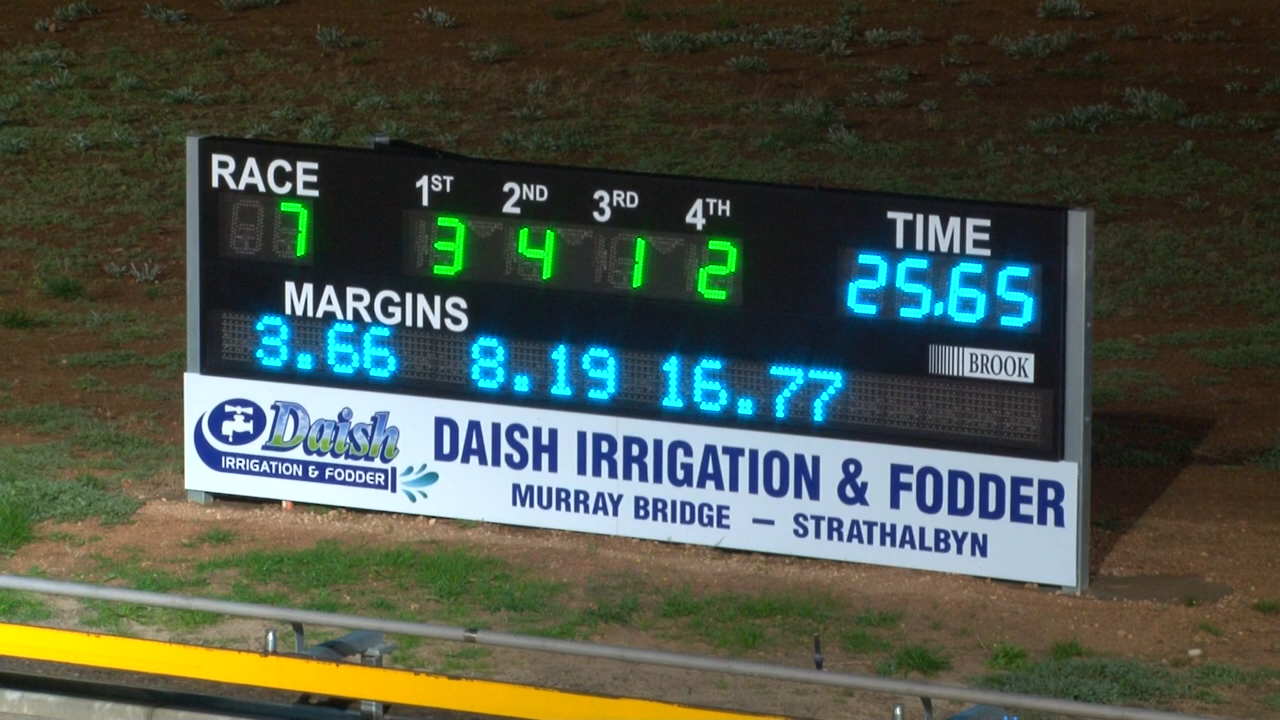 RACE 1ST 2ND 3RD 4TH TIME
7 3 4 1 2 25.65
MARGINS
3.66 8.19 16.77
BROOK
Daish
IRRIGATION & FODDER
DAISH IRRIGATION & FODDER
MURRAY BRIDGE – STRATHALBYN